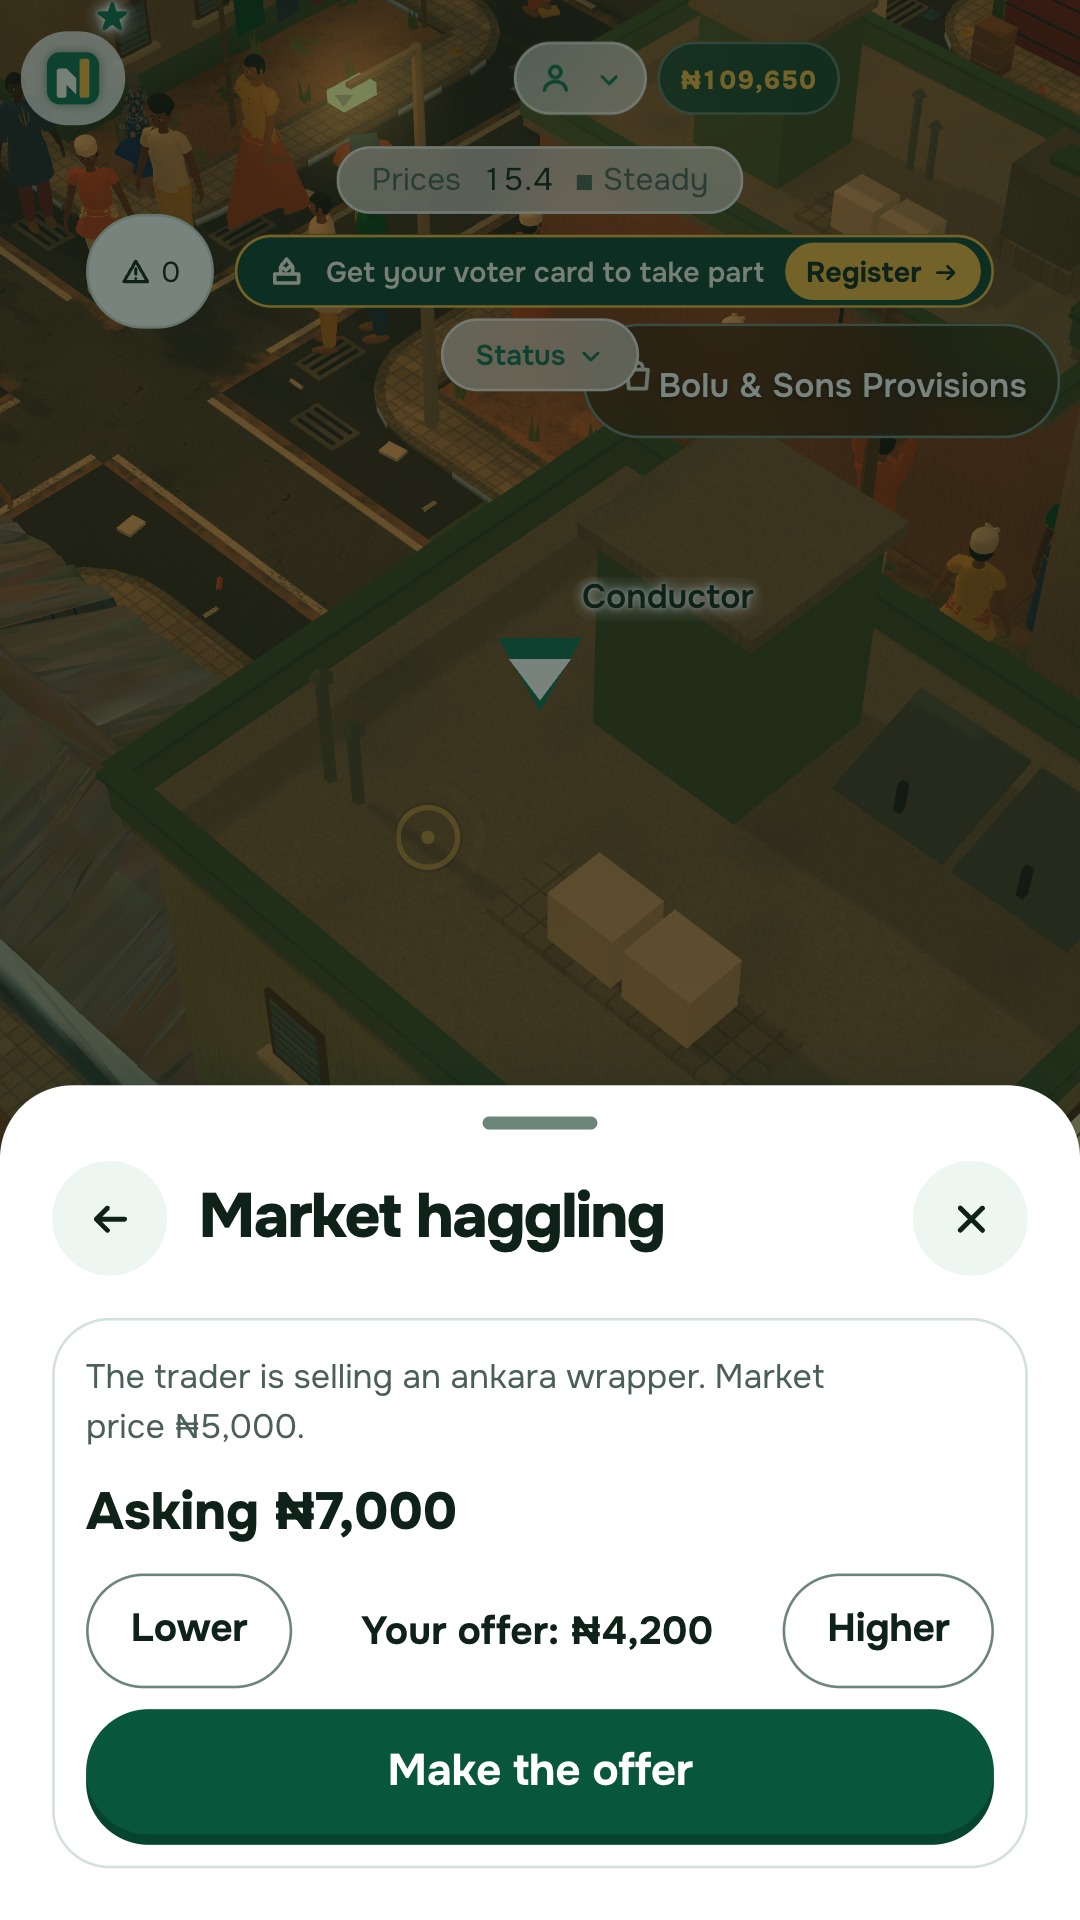 ₦109,650
Prices 15.4 ■ Steady
0
Get your voter card to take part
Register →
Status
Bolu & Sons Provisions
Conductor
Market haggling
The trader is selling an ankara wrapper. Market
price ₦5,000.
Asking ₦7,000
Lower
Your offer: ₦4,200
Higher
Make the offer